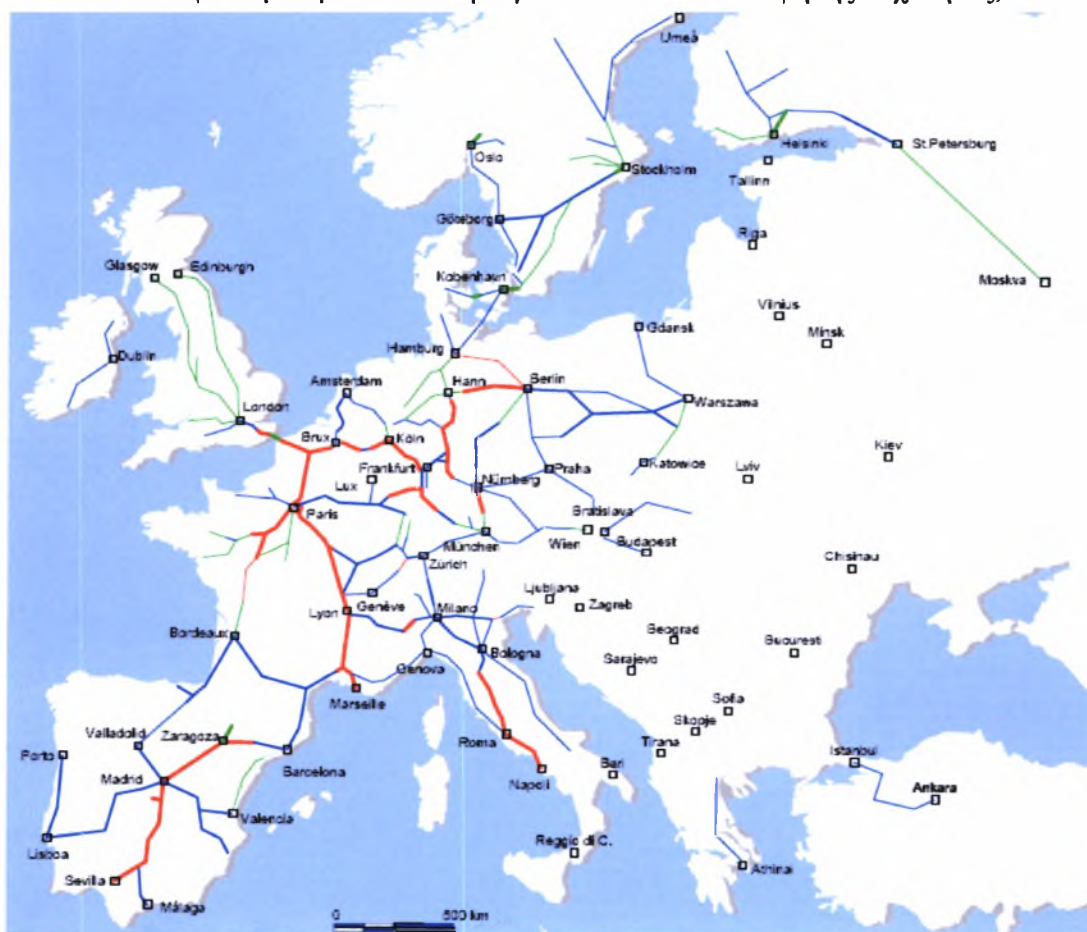 Umeå
Oslo
Helsinki
St.Petersburg
Stockholm
Tallinn
Göteborg
Riga
Glasgow
Edinburgh
Kobenhavn
Moskva
Vilnius
Gdansk
Minsk
Dublin
Hamburg
Amsterdam
Hann
Berlin
Warszawa
London
Brux
Köln
Kiev
Frankfurt
Katowice
Praha
Lviv
Lux
Nürnberg
Paris
Bratislava
München
Wien
Budapest
Zürich
Chisinau
Ljubljana
Lyon
Genève
Milano
Zagreb
Bordeaux
Beograd
Bucuresti
Bologna
Genova
Sarajevo
Marseille
Sofia
Valladolid
Zaragoza
Skopje
Porto
Roma
Tirana
Istanbul
Madrid
Barcelona
Napoli
Bari
Ankara
Valencia
Lisboa
Reggio di C.
Athinai
Sevilla
Málaga
0 500 km